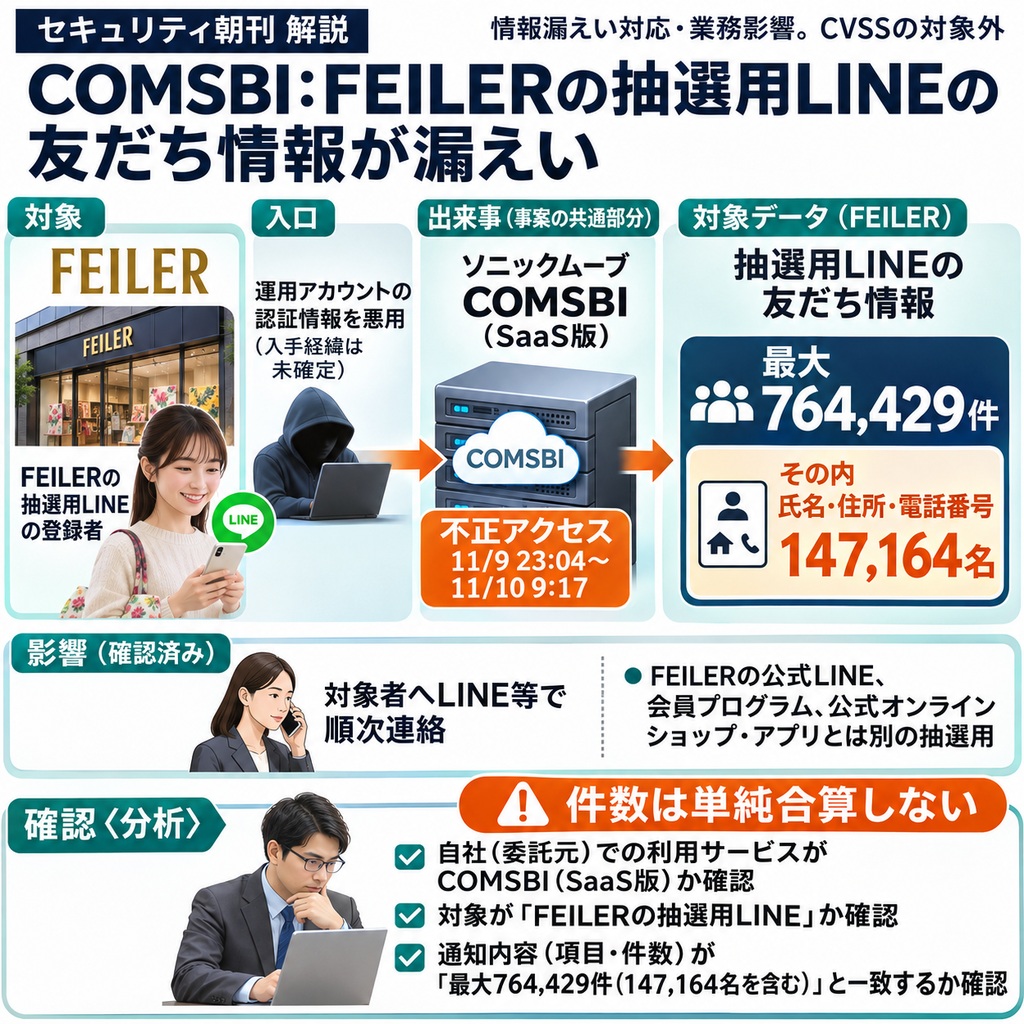 セキュリティ朝刊 解説
情報漏えい対応・業務影響。CVSSの対象外
COMSBI:FEILERの抽選用LINEの
友だち情報が漏えい
対象
FEILER
FEILER
FEILERの
抽選用LINE
の登録者
LINE
入口
運用アカウントの
認証情報を悪用
(入手経緯は
未確定)
出来事(事案の共通部分)
ソニックムーブ
COMSBI
(SaaS版)
COMSBI
不正アクセス
11/9 23:04〜
11/10 9:17
対象データ(FEILER)
抽選用LINEの
友だち情報
最大
764,429件
その内
氏名・住所・電話番号
147,164名
影響(確認済み)
対象者へLINE等で
順次連絡
● FEILERの公式LINE、
会員プログラム、公式オンライン
ショップ・アプリとは別の抽選用
確認〈分析〉
件数は単純合算しない
自社(委託元)での利用サービスが
COMSBI(SaaS版)か確認
対象が「FEILERの抽選用LINE」か確認
通知内容(項目・件数)が
「最大764,429件(147,164名を含む)」と一致するか確認